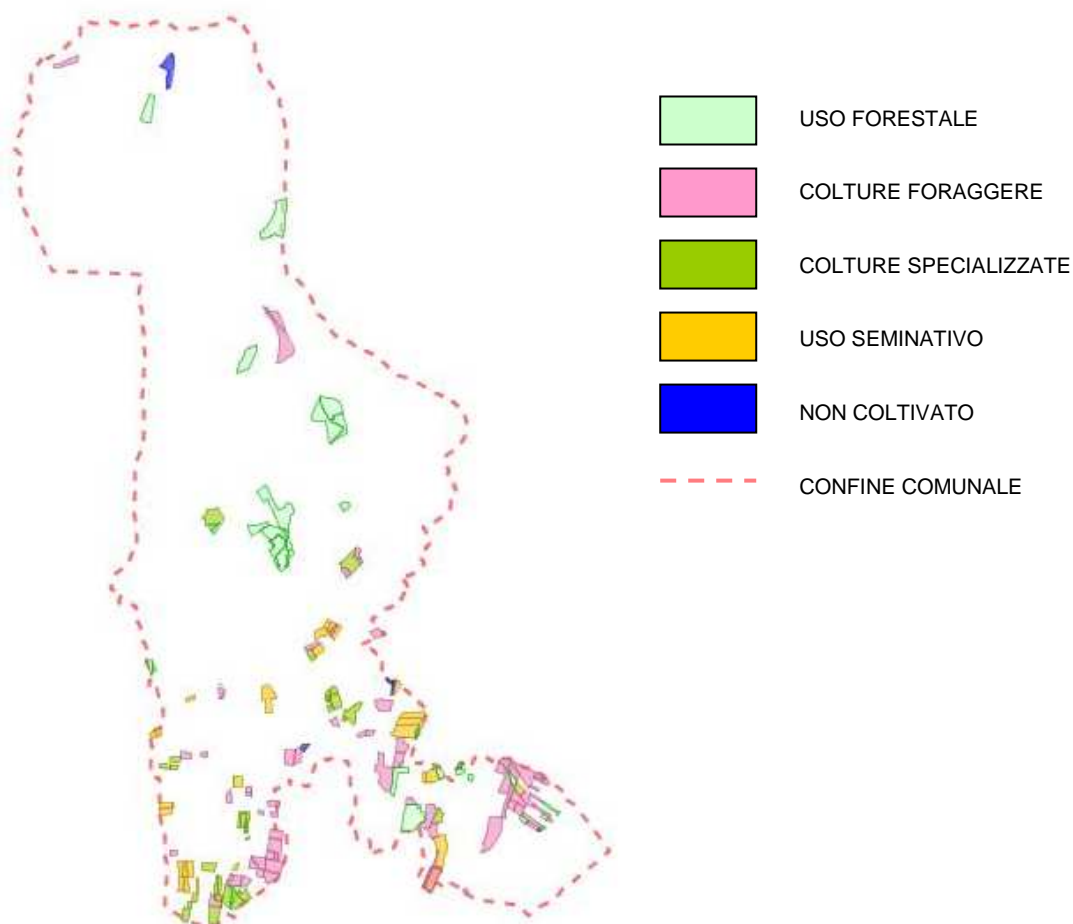 USO FORESTALE
COLTURE FORAGGERE
COLTURE SPECIALIZZATE
USO SEMINATIVO
NON COLTIVATO
CONFINE COMUNALE